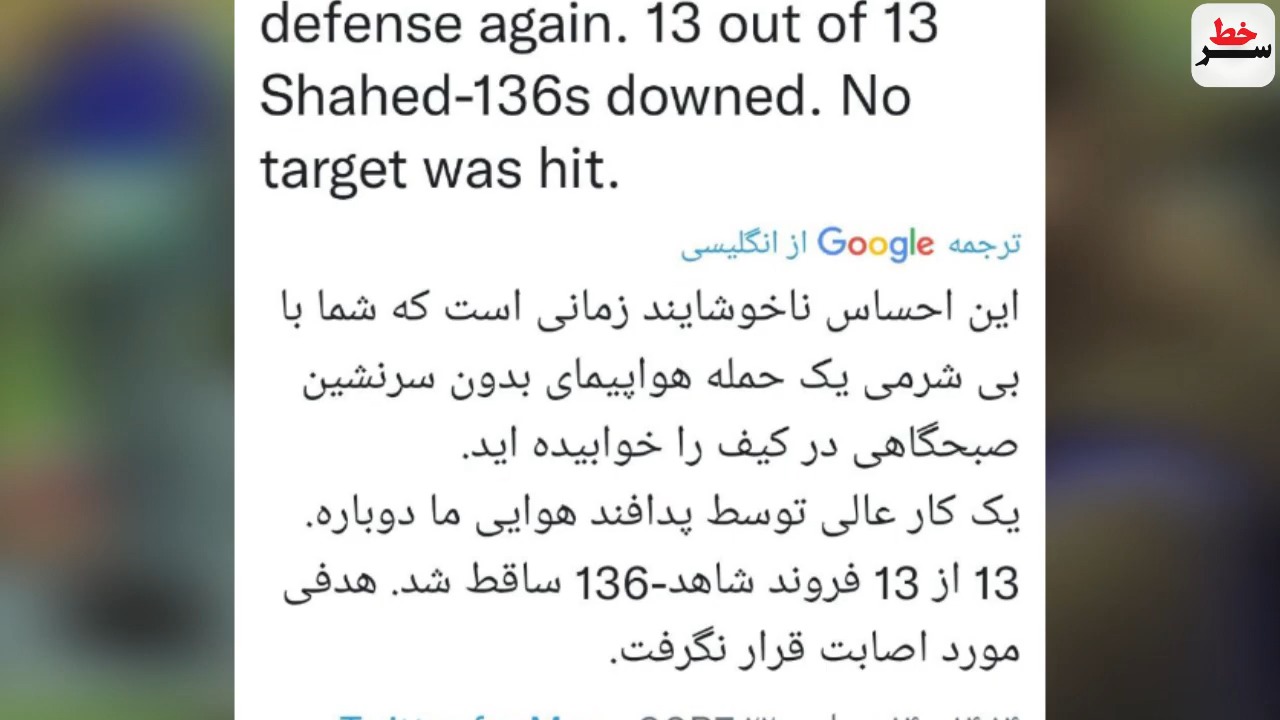 خط
سر
defense again. 13 out of 13
Shahed-136s downed. No
target was hit.
ترجمه Google از انگلیسی
این احساس ناخوشایند زمانی است که شما با
بی شرمی یک حمله هواپیمای بدون سرنشین
صبحگاهی در کیف را خوابیده اید.
یک کار عالی توسط پدافند هوایی ما دوباره.
13 از 13 فروند شاهد-136 ساقط شد. هدفی
مورد اصابت قرار نگرفت.